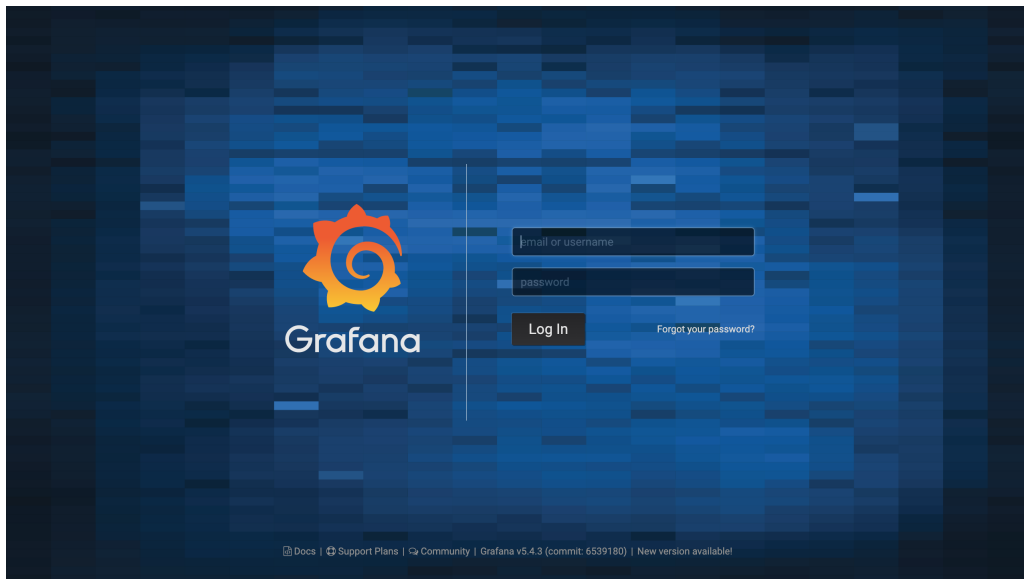 Grafana
email or username
password
Log In
Forgot your password?
Docs | Support Plans | Community | Grafana v5.4.3 (commit: 6539180) | New version available!